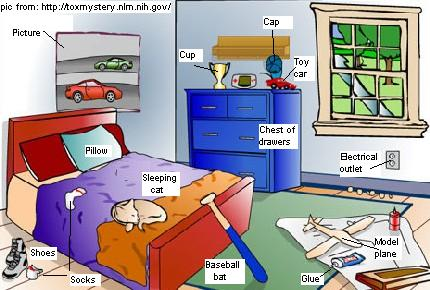 pic from: http://toxmystery.nlm.nih.gov/
Picture
Cap
Cup
Toy
car
Chest of
drawers
Pillow
Sleeping
cat
Electrical
outlet
Shoes
Socks
Baseball
bat
Glue
Model
plane